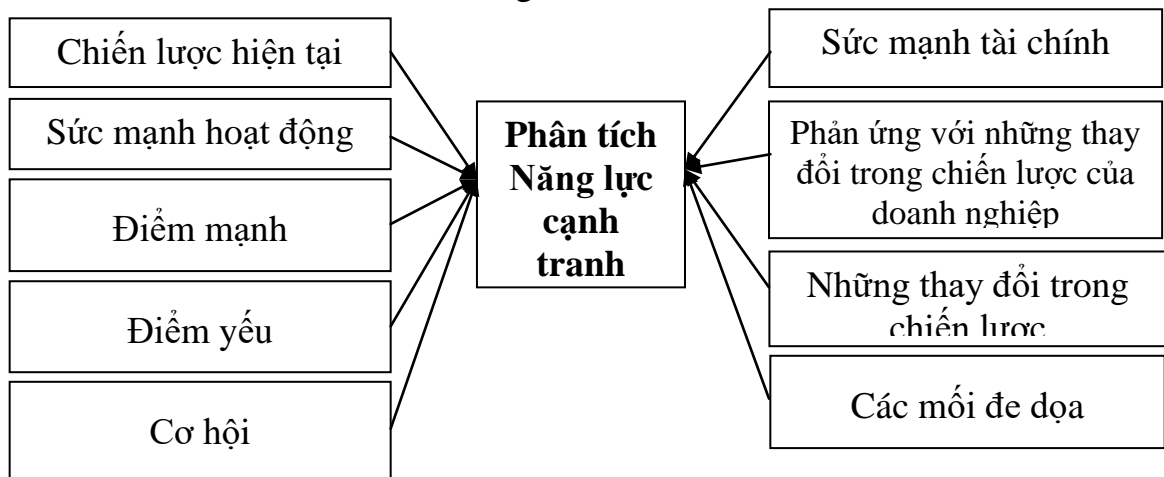 Chiến lược hiện tại
Sức mạnh hoạt động
Điểm mạnh
Điểm yếu
Cơ hội
Phân tích
Năng lực
cạnh
tranh
Sức mạnh tài chính
Phản ứng với những thay
đổi trong chiến lược của
doanh nghiệp
Những thay đổi trong
chiến lược
Các mối đe dọa